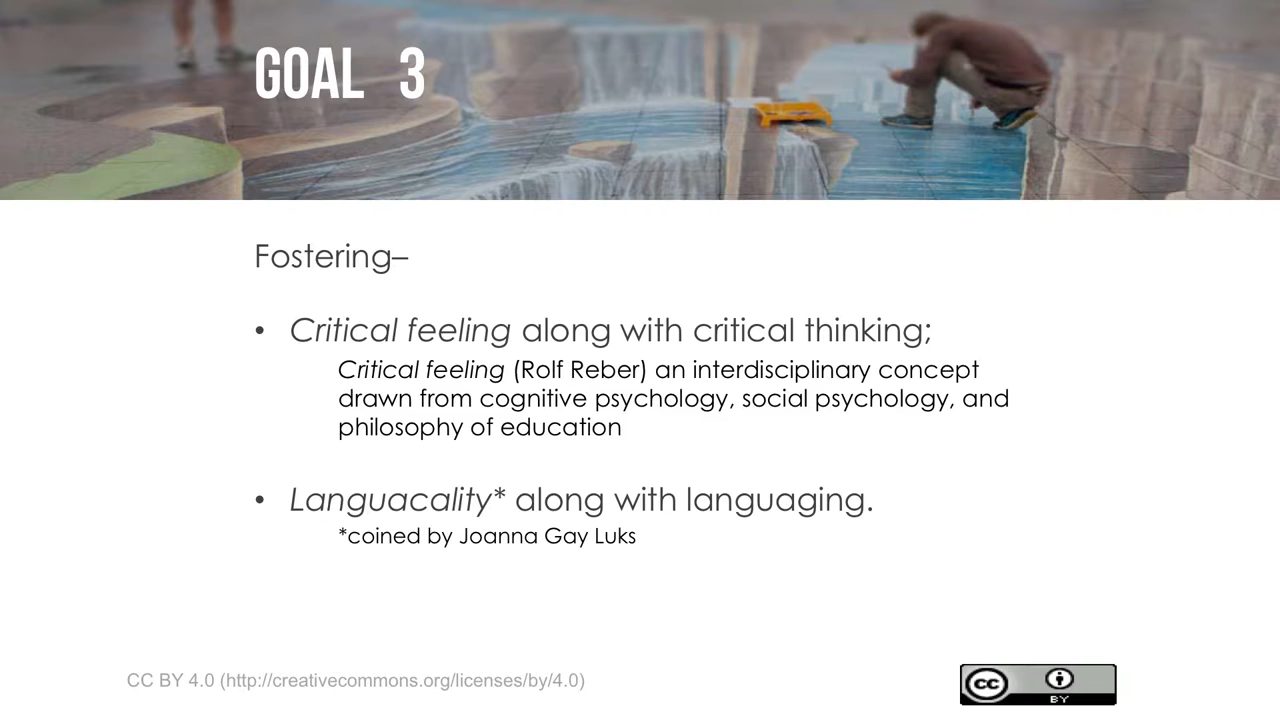 GOAL 3
Fostering–
• Critical feeling along with critical thinking;
Critical feeling (Rolf Reber) an interdisciplinary concept
drawn from cognitive psychology, social psychology, and
philosophy of education
• Languacality* along with languaging.
*coined by Joanna Gay Luks
CC BY 4.0 (http://creativecommons.org/licenses/by/4.0)
cc
BY